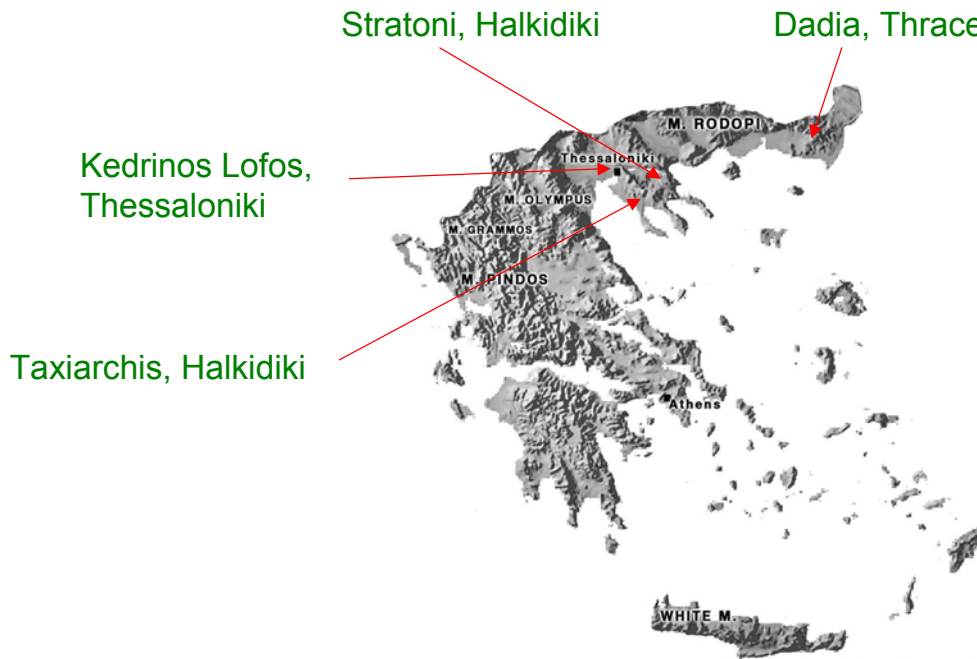 Stratoni, Halkidiki
Dadia, Thrace
M. RODOPI
Thessaloniki
Kedrinos Lofos,
Thessaloniki
M. OLYMPUS
M. GRAMMOS
M. PINDOS
Taxiarchis, Halkidiki
Athens
WHITE M.